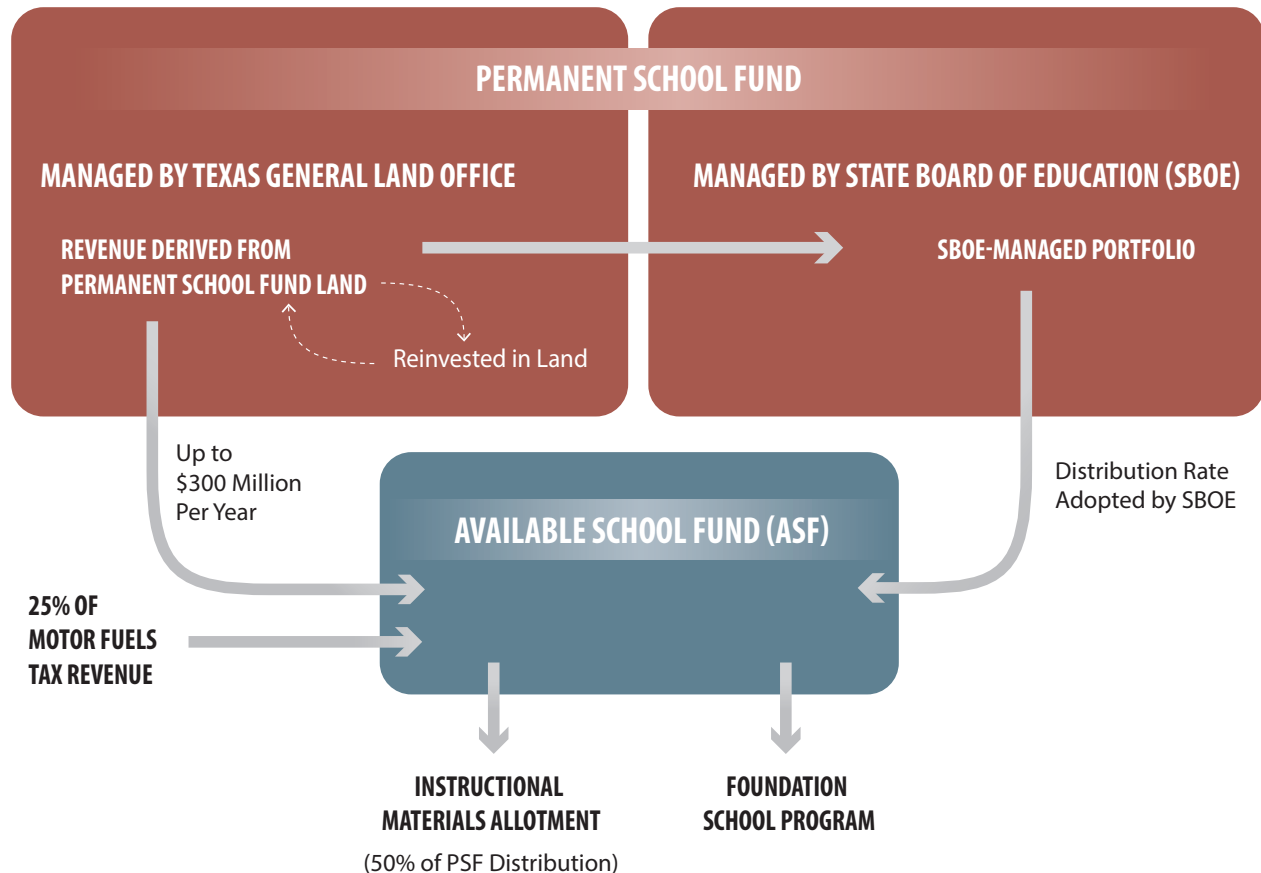 PERMANENT SCHOOL FUND
MANAGED BY TEXAS GENERAL LAND OFFICE
REVENUE DERIVED FROM
PERMANENT SCHOOL FUND LAND
Reinvested in Land
MANAGED BY STATE BOARD OF EDUCATION (SBOE)
SBOE-MANAGED PORTFOLIO
Up to
$300 Million
Per Year
Distribution Rate
Adopted by SBOE
AVAILABLE SCHOOL FUND (ASF)
25% OF
MOTOR FUELS
TAX REVENUE
INSTRUCTIONAL
MATERIALS ALLOTMENT
(50% of PSF Distribution)
FOUNDATION
SCHOOL PROGRAM